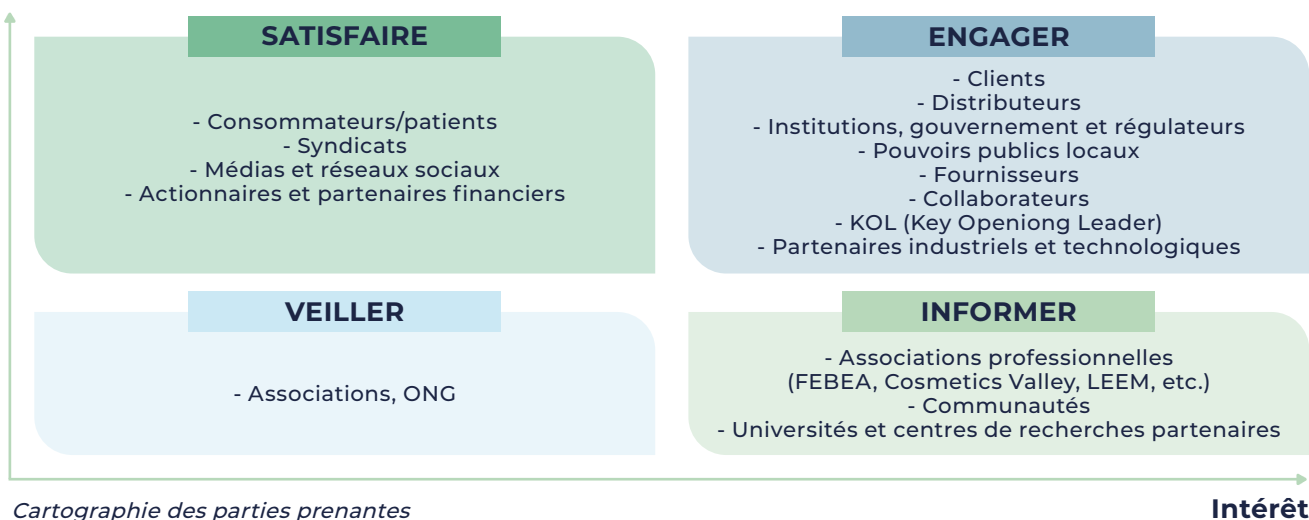 SATISFAIRE
- Consommateurs/patients
- Syndicats
- Médias et réseaux sociaux
- Actionnaires et partenaires financiers
ENGAGER
- Clients
- Distributeurs
- Institutions, gouvernement et régulateurs
- Pouvoirs publics locaux
- Fournisseurs
- Collaborateurs
- KOL (Key Openiong Leader)
- Partenaires industriels et technologiques
VEILLER
- Associations, ONG
INFORMER
- Associations professionnelles
(FEBEA, Cosmetics Valley, LEEM, etc.)
- Communautés
- Universités et centres de recherches partenaires
Cartographie des parties prenantes
Intérêt